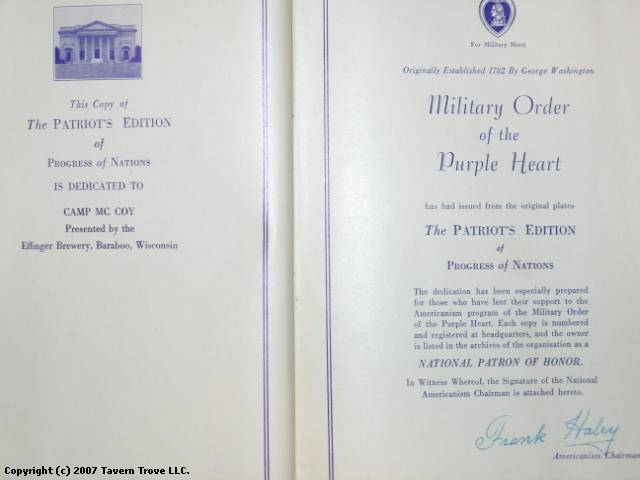 This Copy of
The PATRIOT'S EDITION
of
PROGRESS of NATIONS
IS DEDICATED TO
CAMP MC COY
Presented by the
Effinger Brewery, Baraboo, Wisconsin
For Military Merit
Originally Established 1782 By George Washington
Military Order
of the
Purple Heart
has had issued from the original plates
The PATRIOT'S EDITION
of
PROGRESS of NATIONS
The dedication has been especially prepared
for those who have lent their support to the
Americanism program of the Military Order
of the Purple Heart. Each copy is numbered
and registered at headquarters, and the owner
is listed in the archives of the organization as a
NATIONAL PATRON OF HONOR.
In Witness Whereof, the Signature of the National
Americanism Chairman is attached hereto.
Frank Haley
Americanism Chairman
Copyright (c) 2007 Tavern Trove LLC.